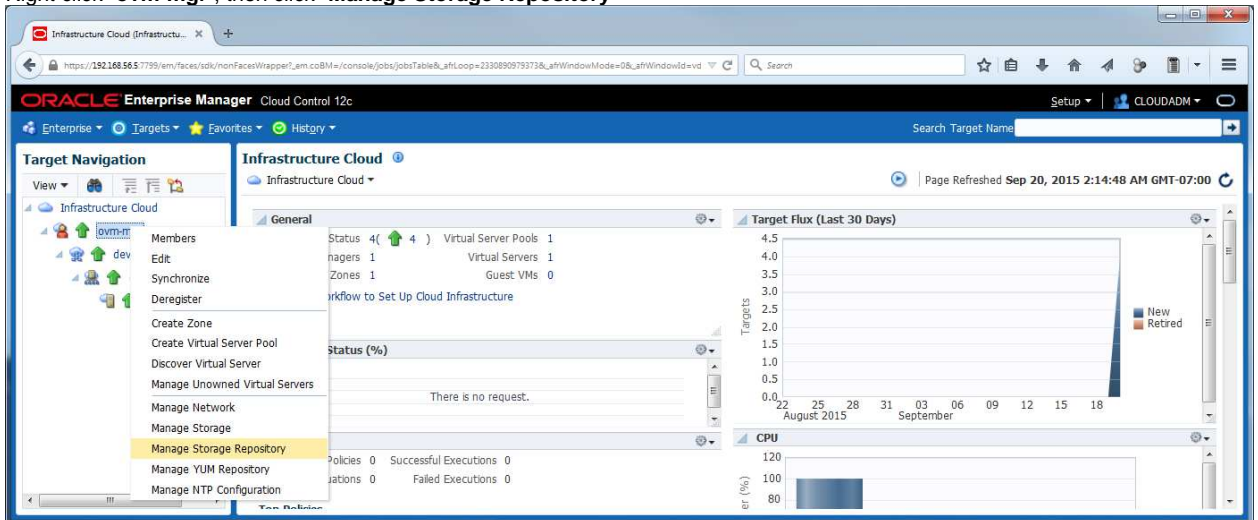 Infrastructure Cloud (Infrastructu...
https://192.168.56.5:7799/em/faces/sdk/nonFacesWrapper?_em.coBM=/console/jobs/jobsTable&_afrLoop=2330890979373&_afrWindowMode=0&_afrWindowId=vd
Search
ORACLE Enterprise Manager Cloud Control 12c
Setup
CLOUDADM
Enterprise Targets Favorites History
Search Target Name
Target Navigation
View
Infrastructure Cloud
ovm-m
dev
Members
Edit
Synchronize
Deregister
Create Zone
Create Virtual Server Pool
Discover Virtual Server
Manage Unowned Virtual Servers
Manage Network
Manage Storage
Manage Storage Repository
Manage YUM Repository
Manage NTP Configuration
Infrastructure Cloud
Infrastructure Cloud
Page Refreshed Sep 20, 2015 2:14:48 AM GMT-07:00
General
Status 4( 4 ) Virtual Server Pools 1
nagers 1 Virtual Servers 1
Zones 1 Guest VMs 0
orkflow to Set Up Cloud Infrastructure
Status (%)
There is no request.
Policies 0 Successful Executions 0
uations 0 Failed Executions 0
Target Flux (Last 30 Days)
Targets
4.5
4.0
3.5
3.0
2.5
2.0
1.5
1.0
0.5
0.0
22 25 28 31 03 06 09 12 15 18
August 2015 September
New
Retired
CPU
120
100
80
er (%)